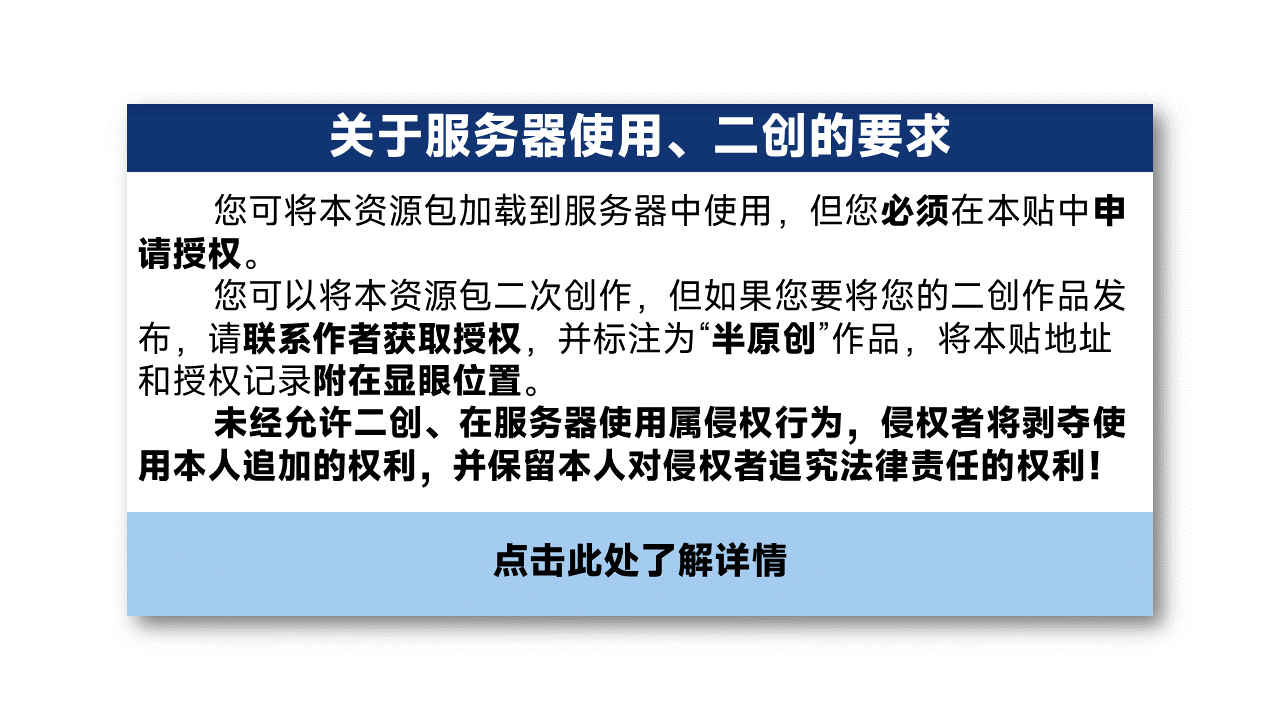 关于服务器使用、二创的要求
您可将本资源包加载到服务器中使用，但您必须在本贴中申
请授权。
您可以将本资源包二次创作，但如果您要将您的二创作品发
布，请联系作者获取授权，并标注为“半原创”作品，将本贴地址
和授权记录附在显眼位置。
未经允许二创、在服务器使用属侵权行为，侵权者将剥夺使
用本人追加的权利，并保留本人对侵权者追究法律责任的权利！
点击此处了解详情